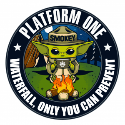 PLATFORM ONE
SMOKEY
WATERFALL, ONLY YOU CAN PREVENT